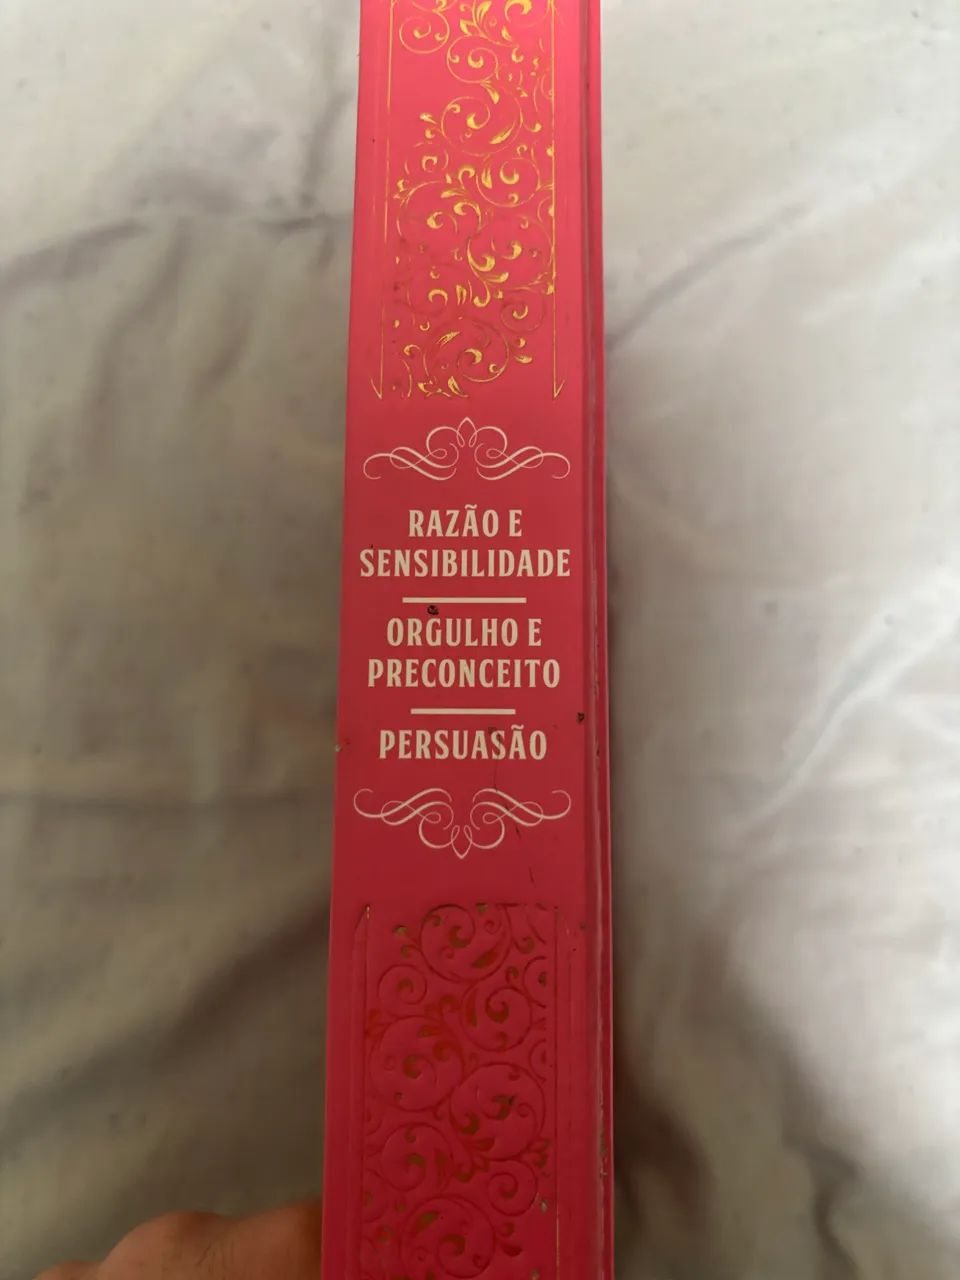 RAZÃO E
SENSIBILIDADE
ORGULHO E
PRECONCEITO
PERSUASÃO